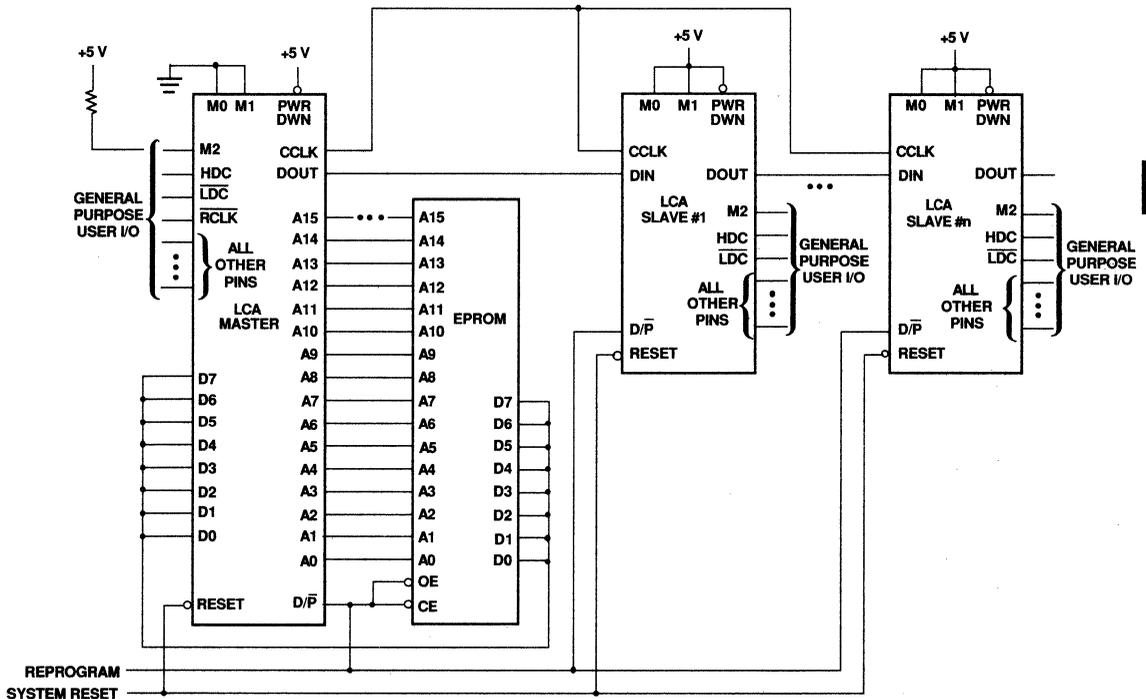 +5 V
+5 V
M0 M1 PWR DWN
GENERAL PURPOSE USER I/O
M2
HDC
LDC
RCLK
ALL OTHER PINS
LCA MASTER
CCLK
DOUT
A15
A14
A13
A12
A11
A10
A9
A8
A7
A6
A5
A4
A3
A2
A1
A0
D7
D6
D5
D4
D3
D2
D1
D0
RESET
D/P
A15
A14
A13
A12
A11
A10
A9
A8
A7
A6
A5
A4
A3
A2
A1
A0
EPROM
D7
D6
D5
D4
D3
D2
D1
D0
OE
CE
+5 V
M0 M1 PWR DWN
CCLK
DIN
DOUT
LCA SLAVE #1
M2
HDC
LDC
ALL OTHER PINS
GENERAL PURPOSE USER I/O
D/P
RESET
+5 V
M0 M1 PWR DWN
CCLK
DIN
DOUT
LCA SLAVE #n
M2
HDC
LDC
ALL OTHER PINS
GENERAL PURPOSE USER I/O
D/P
RESET
REPROGRAM
SYSTEM RESET